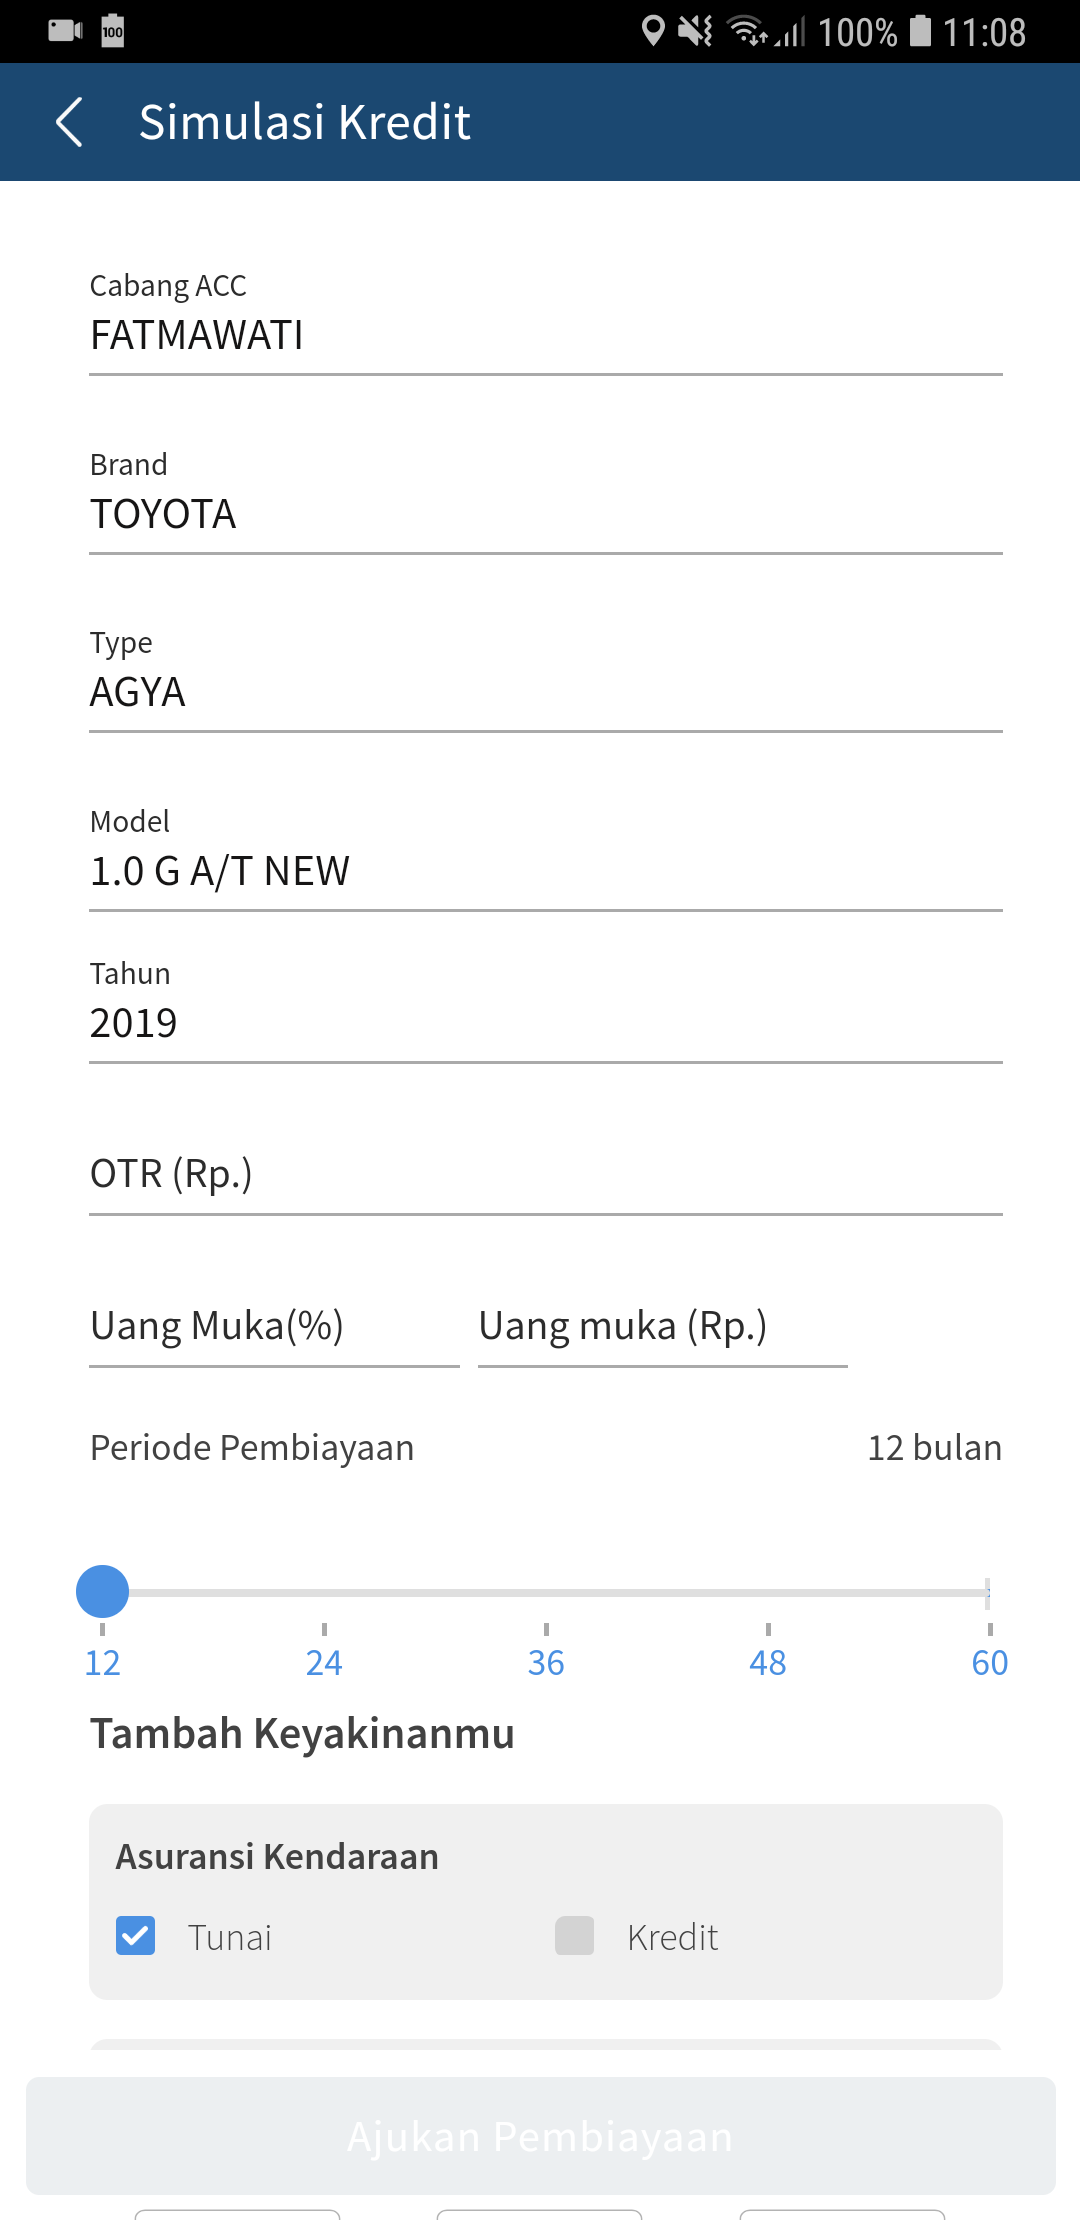 100
100% 11:08
Simulasi Kredit
Cabang ACC
FATMAWATI
Brand
TOYOTA
Type
AGYA
Model
1.0 G A/T NEW
Tahun
2019
OTR (Rp.)
Uang Muka(%) Uang muka (Rp.)
Periode Pembiayaan 12 bulan
12 24 36 48 60
Tambah Keyakinanmu
Asuransi Kendaraan
Tunai Kredit
Ajukan Pembiayaan